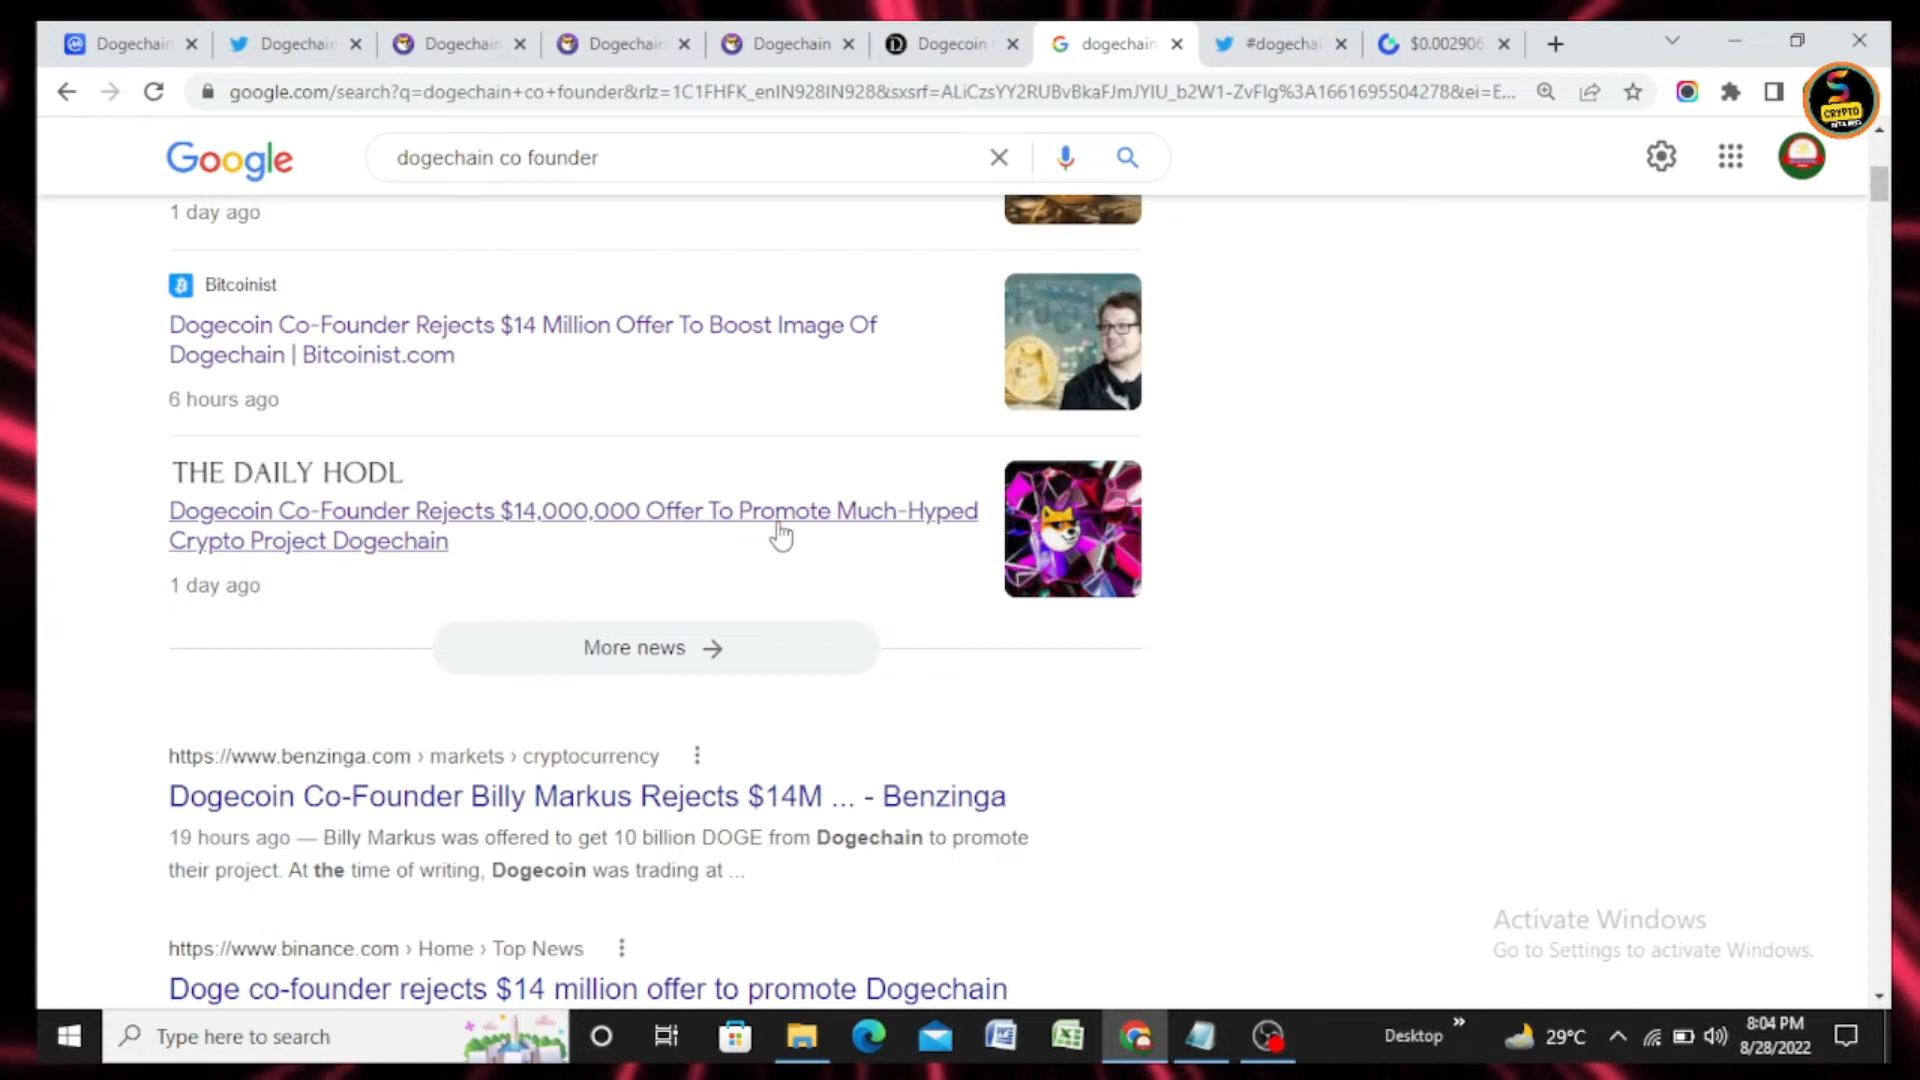 Dogechain
Dogechain
Dogechain
Dogechain
Dogechain
Dogecoin
dogechain
#dogechai
$0.002906
google.com/search?q=dogechain+co+founder&rlz=1C1FHFK_enIN928IN928&sxsrf=ALiCzsYY2RUBvBkaFJmJYIU_b2W1-ZvFlg%3A1661695504278&ei=E...
CRYPTO
Google
dogechain co founder
1 day ago
Bitcoinist
Dogecoin Co-Founder Rejects $14 Million Offer To Boost Image Of
Dogechain | Bitcoinist.com
6 hours ago
THE DAILY HODL
Dogecoin Co-Founder Rejects $14,000,000 Offer To Promote Much-Hyped
Crypto Project Dogechain
1 day ago
More news
https://www.benzinga.com › markets › cryptocurrency
Dogecoin Co-Founder Billy Markus Rejects $14M ... - Benzinga
19 hours ago — Billy Markus was offered to get 10 billion DOGE from Dogechain to promote
their project. At the time of writing, Dogecoin was trading at ...
https://www.binance.com › Home › Top News
Doge co-founder rejects $14 million offer to promote Dogechain
Activate Windows
Go to Settings to activate Windows.
Type here to search
Desktop
29°C
8:04 PM
8/28/2022